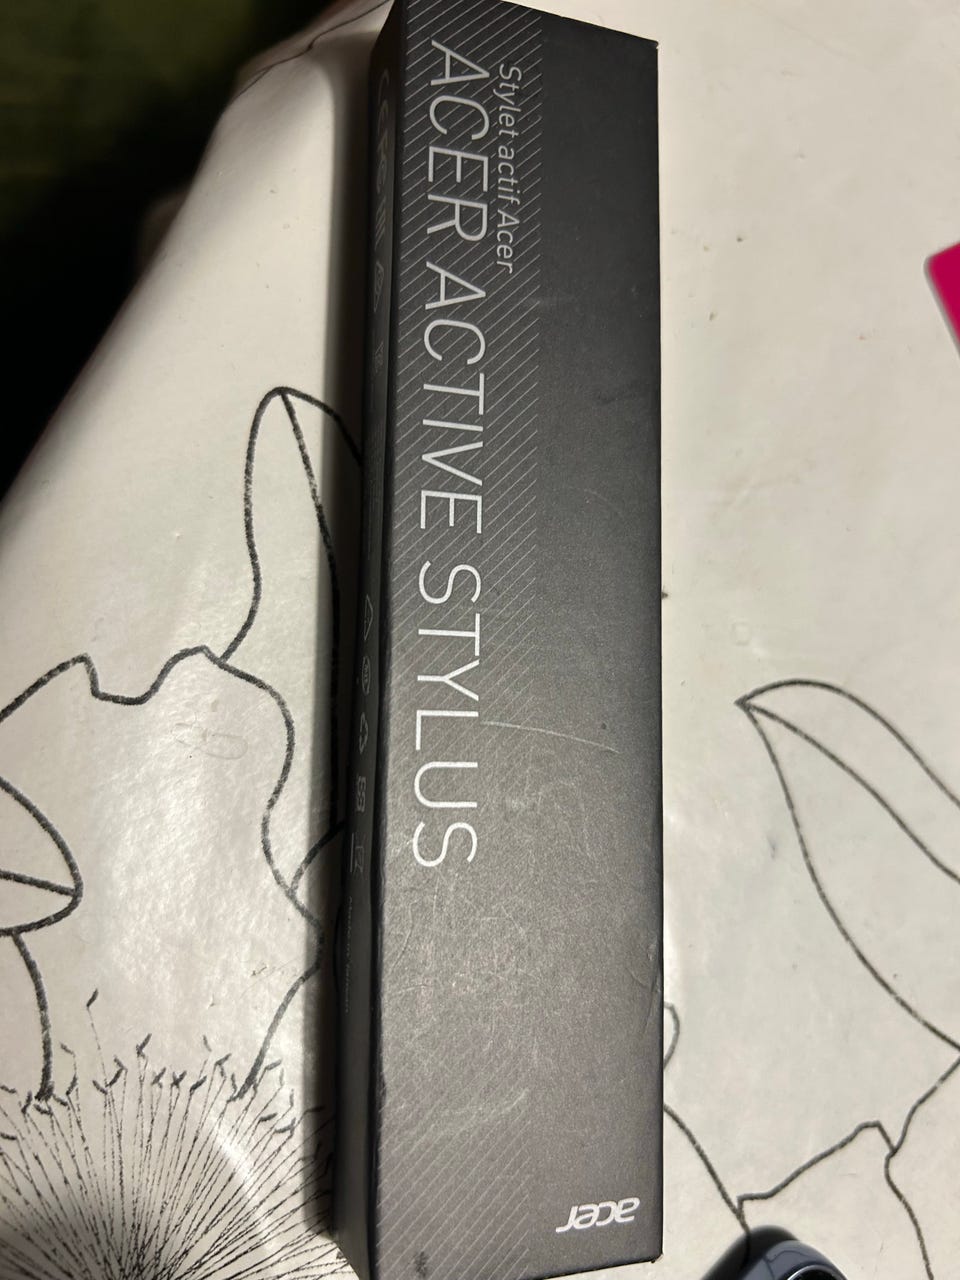 Stylet actif Acer
ACER ACTIVE STYLUS
acer